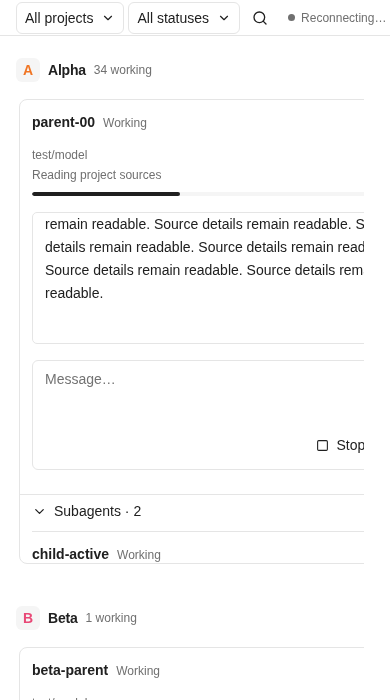 All projects All statuses Reconnecting…
A Alpha 34 working
parent-00 Working
test/model
Reading project sources
remain readable. Source details remain readable. S
details remain readable. Source details remain read
Source details remain readable. Source details rem
readable.
Message…
Stop
Subagents · 2
child-active Working
B Beta 1 working
beta-parent Working